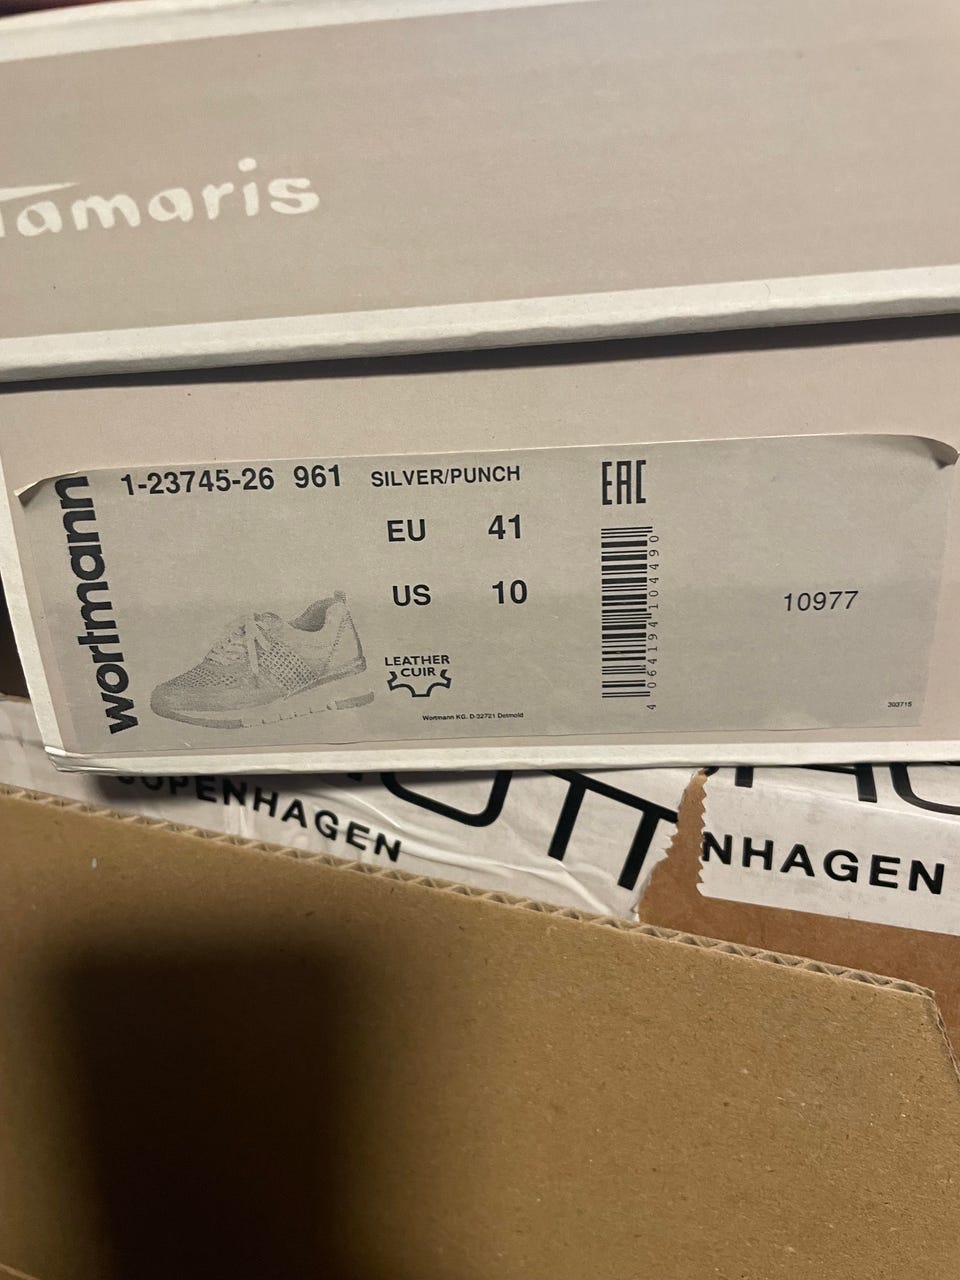 Tamaris
wortmann
1-23745-26 961 SILVER/PUNCH
EU 41
US 10
LEATHER
CUIR
Wortmann KG. D-32721 Detmold
EAC
4 064194 104490
10977
303715
COPENHAGEN
NHAGEN